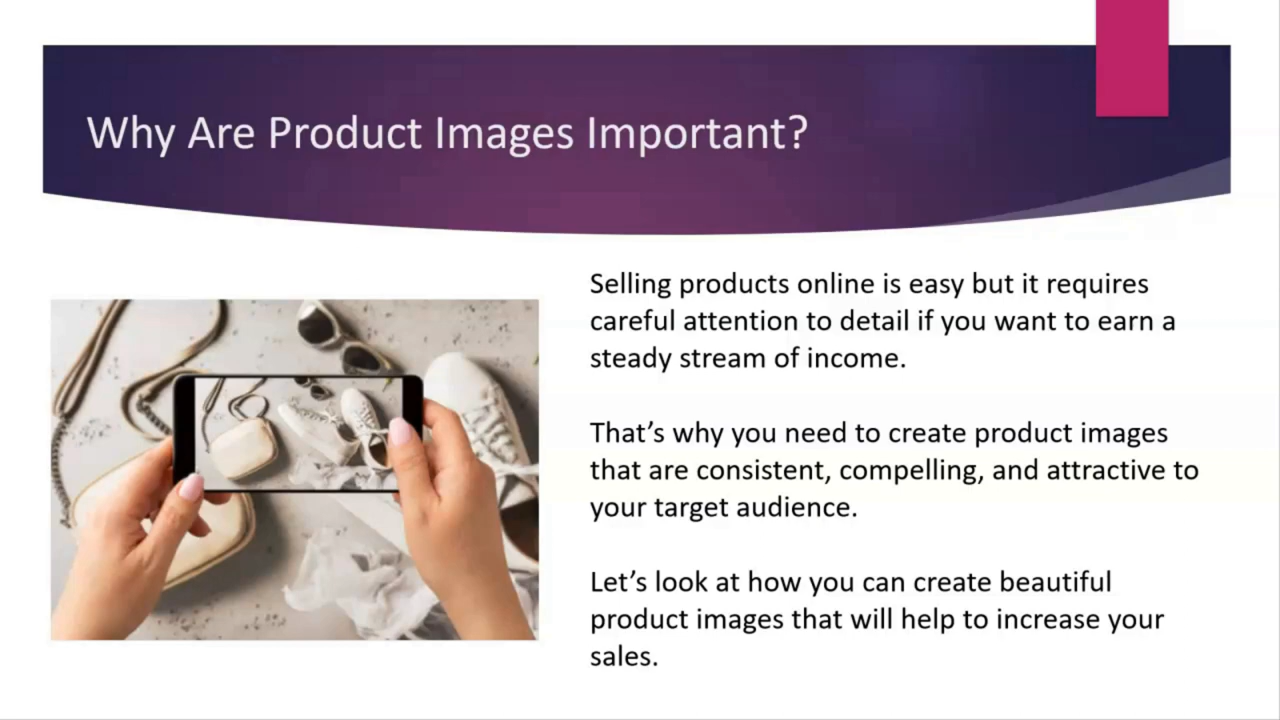 Why Are Product Images Important?
Selling products online is easy but it requires
careful attention to detail if you want to earn a
steady stream of income.
That’s why you need to create product images
that are consistent, compelling, and attractive to
your target audience.
Let’s look at how you can create beautiful
product images that will help to increase your
sales.